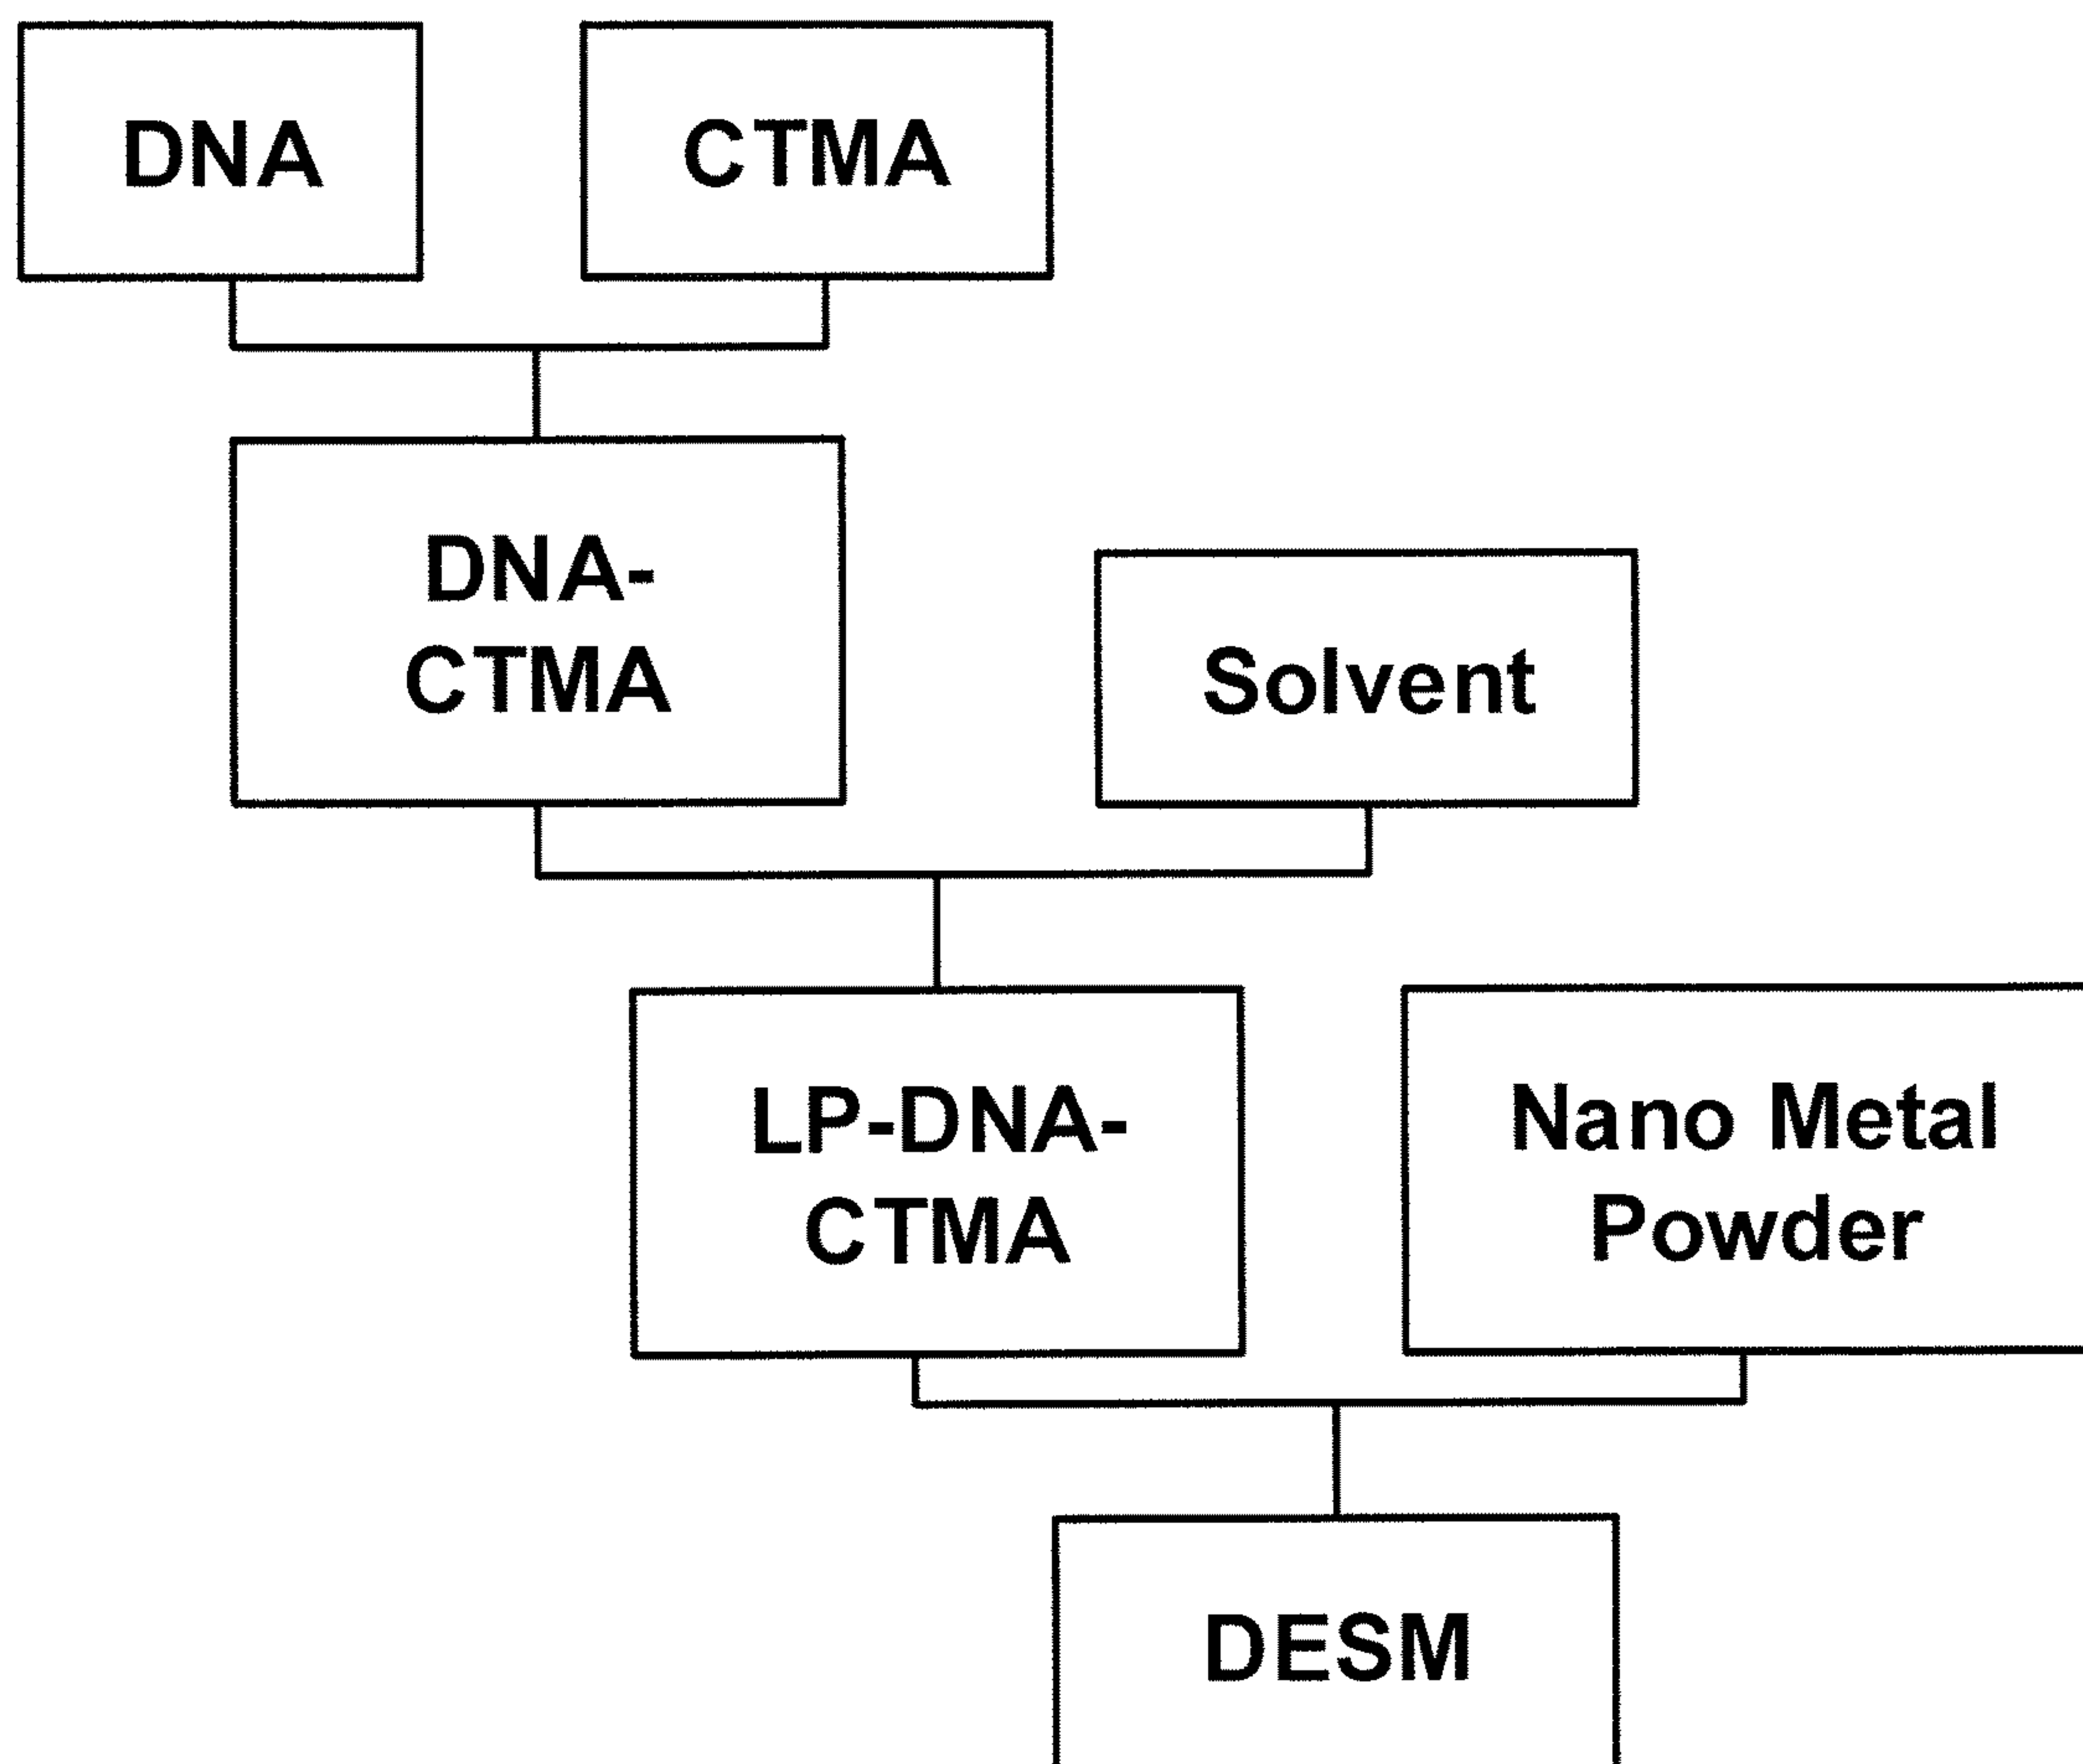 DNA
CTMA
DNA-
CTMA
Solvent
LP-DNA-
CTMA
Nano Metal
Powder
DESM